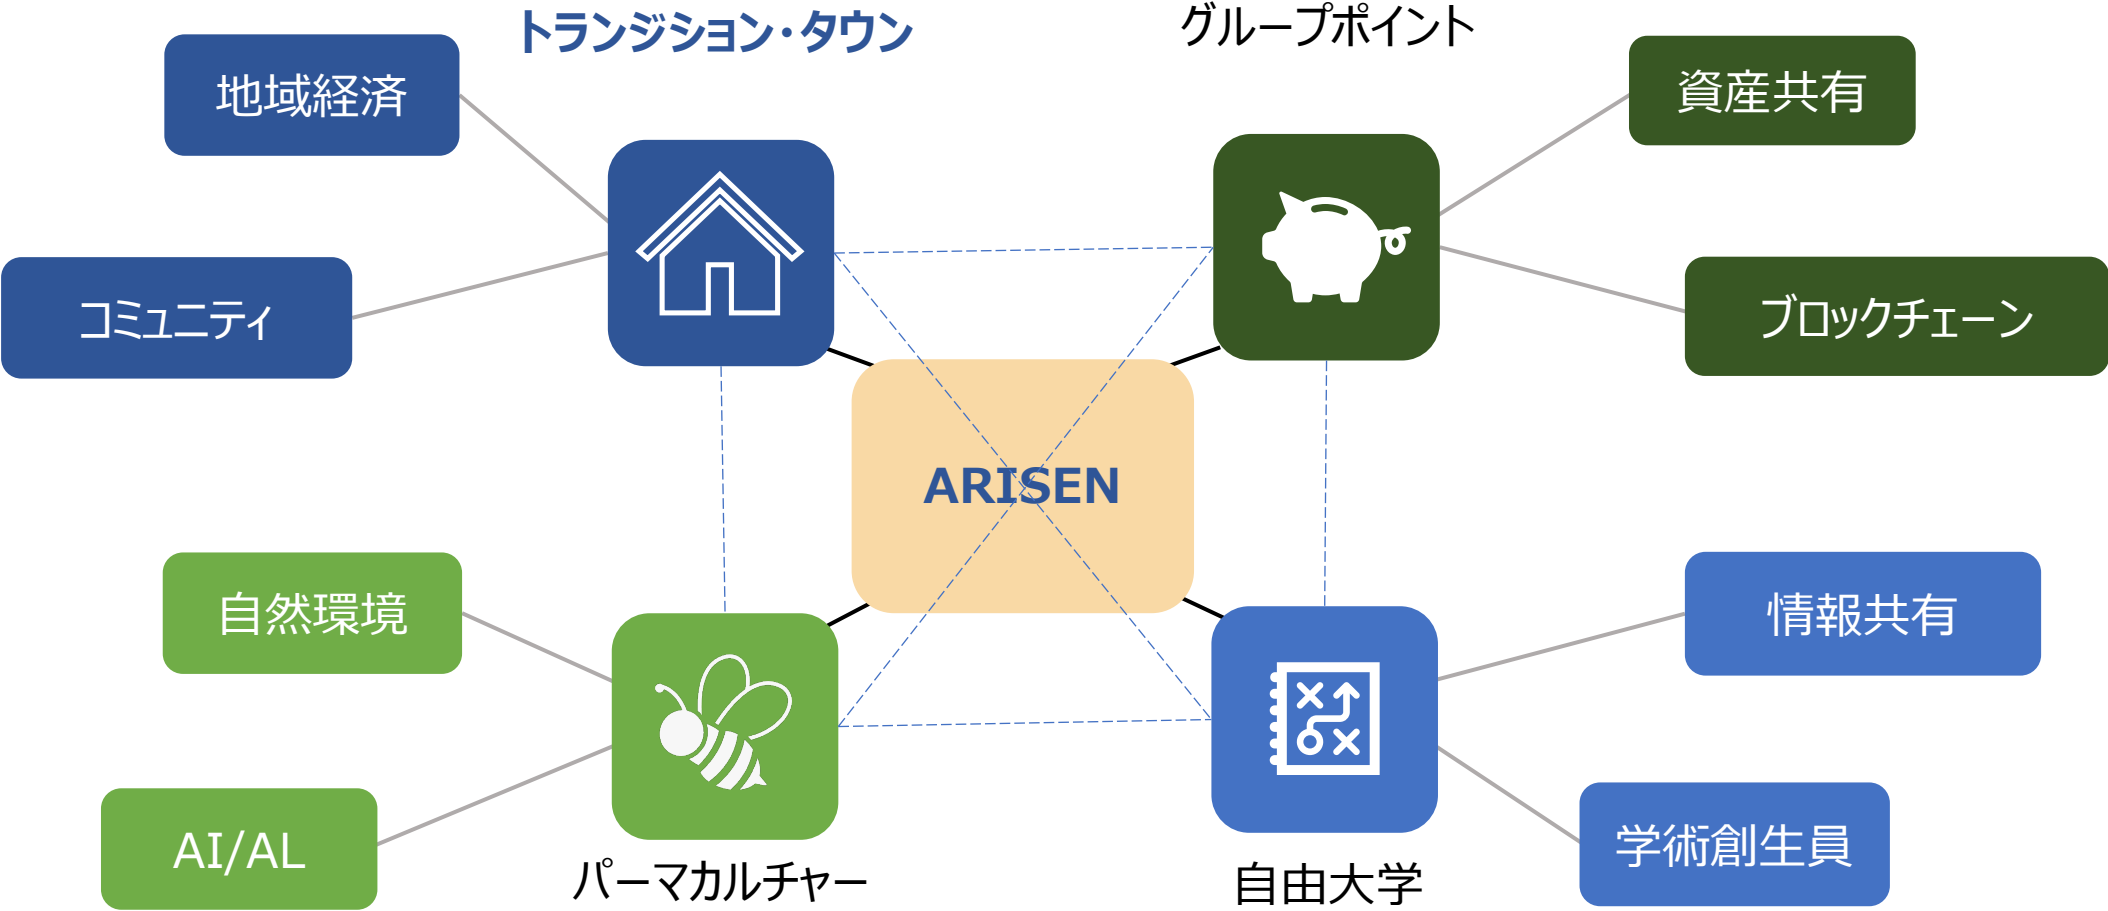 トランジション・タウン
グループポイント
地域経済
資産共有
コミュニティ
ブロックチェーン
ARISEN
自然環境
情報共有
AI/AL
学術創生員
パーマカルチャー
自由大学